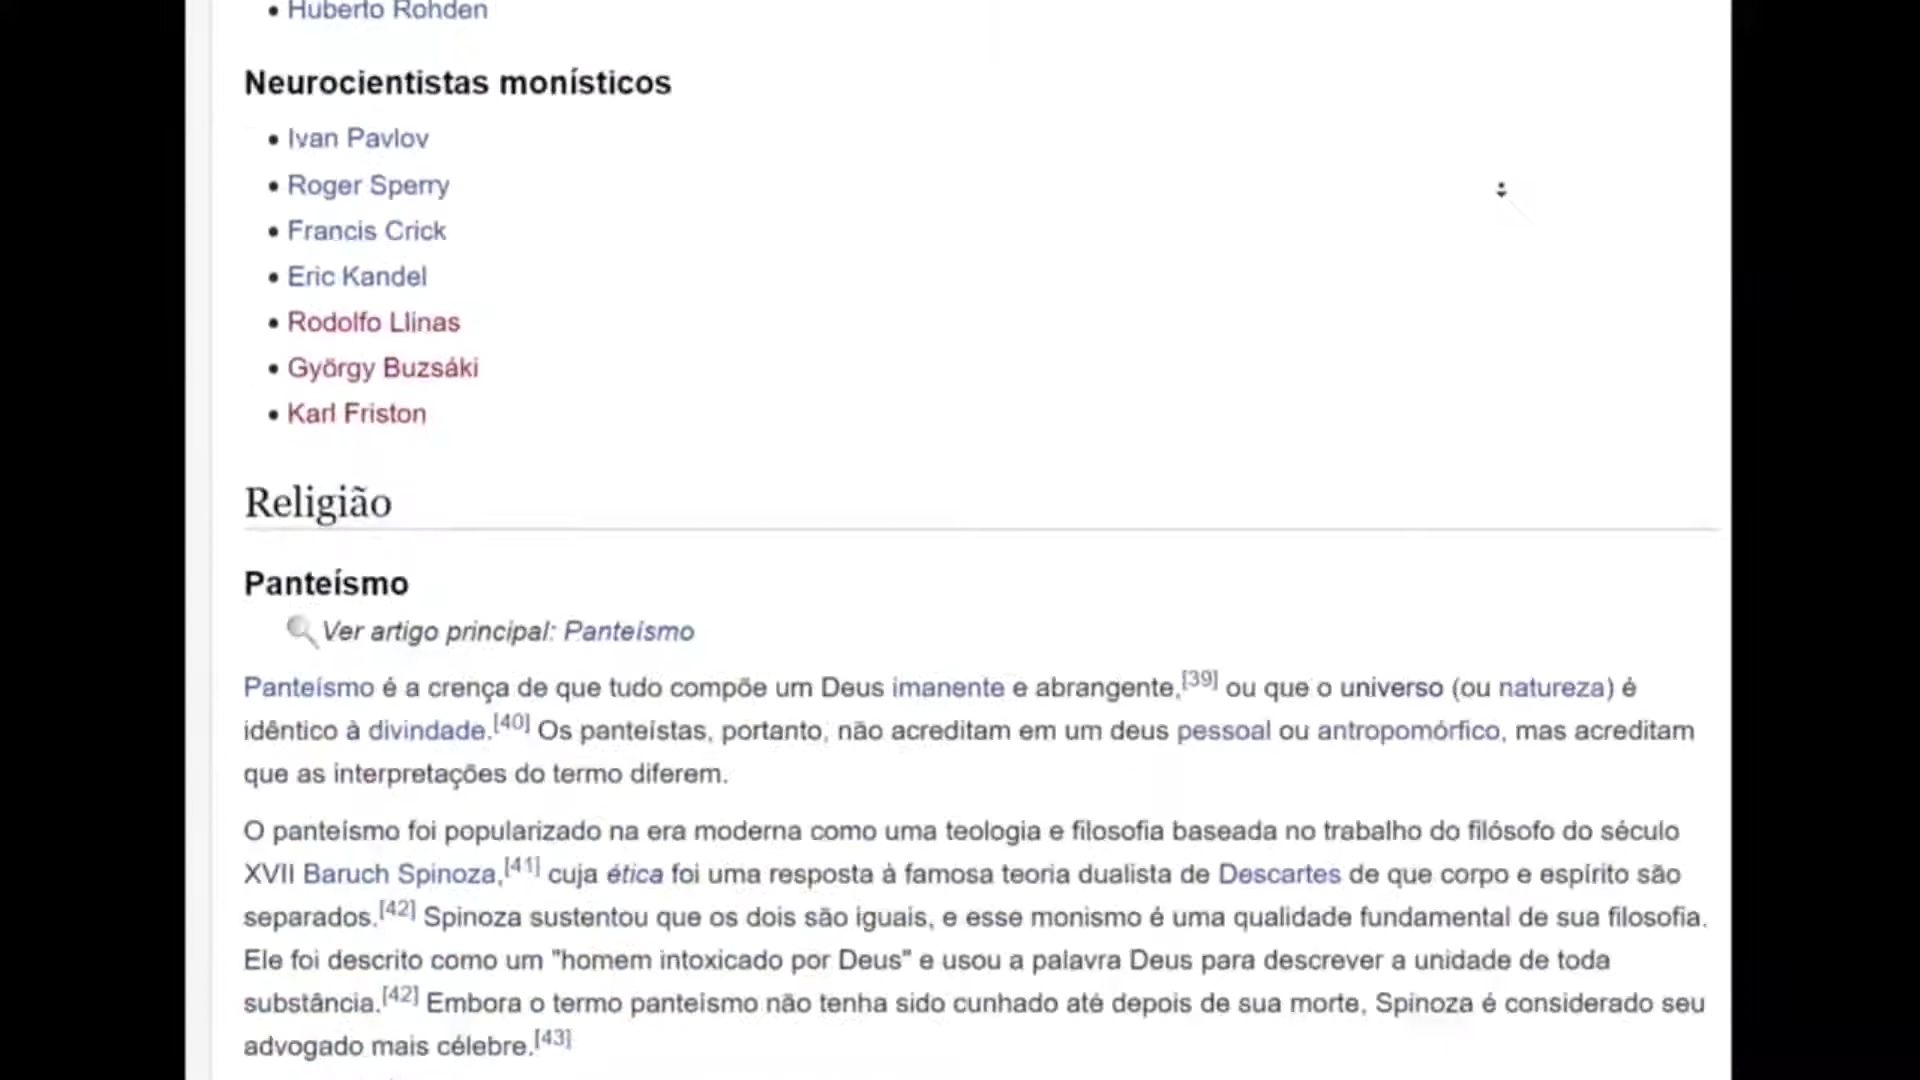 Huberto Rohden
Neurocientistas monísticos
Ivan Pavlov
Roger Sperry
Francis Crick
Eric Kandel
Rodolfo Llinas
György Buzsáki
Karl Friston
Religião
Panteísmo
Ver artigo principal: Panteísmo
Panteísmo é a crença de que tudo compõe um Deus imanente e abrangente,[39] ou que o universo (ou natureza) é
idêntico à divindade.[40] Os panteístas, portanto, não acreditam em um deus pessoal ou antropomórfico, mas acreditam
que as interpretações do termo diferem.
O panteísmo foi popularizado na era moderna como uma teologia e filosofia baseada no trabalho do filósofo do século
XVII Baruch Spinoza,[41] cuja ética foi uma resposta à famosa teoria dualista de Descartes de que corpo e espírito são
separados.[42] Spinoza sustentou que os dois são iguais, e esse monismo é uma qualidade fundamental de sua filosofia.
Ele foi descrito como um "homem intoxicado por Deus" e usou a palavra Deus para descrever a unidade de toda
substância.[42] Embora o termo panteísmo não tenha sido cunhado até depois de sua morte, Spinoza é considerado seu
advogado mais célebre.[43]